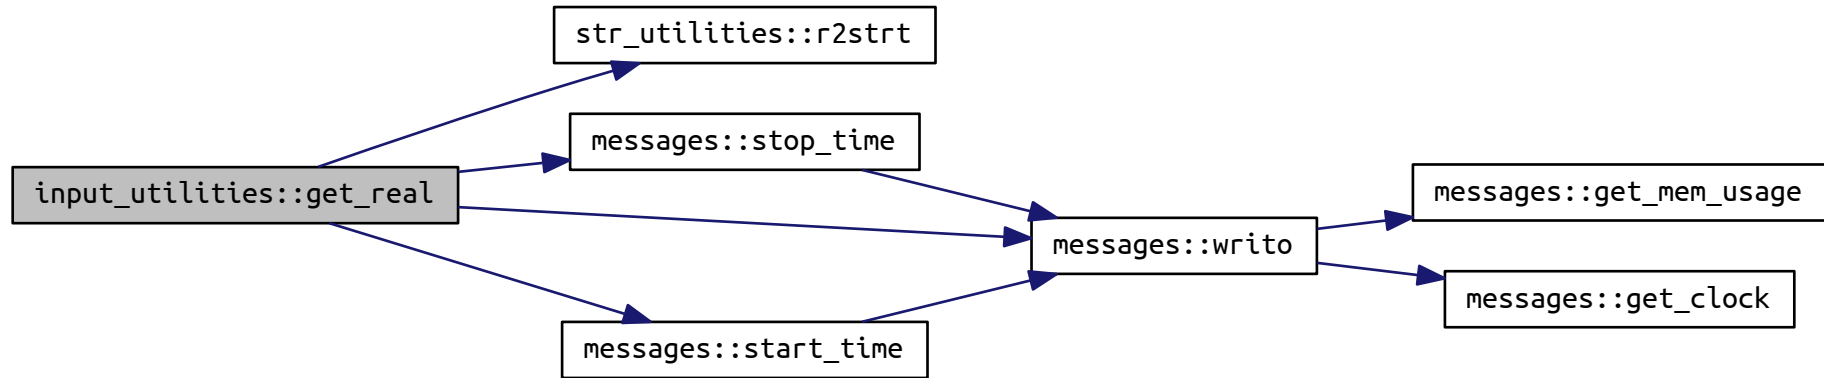 str_utilities::r2strt
messages::stop_time
input_utilities::get_real
messages::get_mem_usage
messages::writo
messages::get_clock
messages::start_time